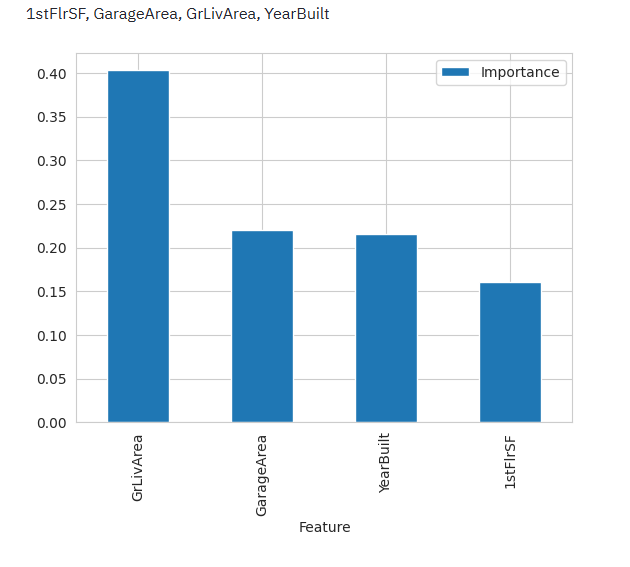 1stFlrSF, GarageArea, GrLivArea, YearBuilt
Importance
0.40
0.35
0.30
0.25
0.20
0.15
0.10
0.05
0.00
GrLivArea
GarageArea
YearBuilt
1stFlrSF
Feature